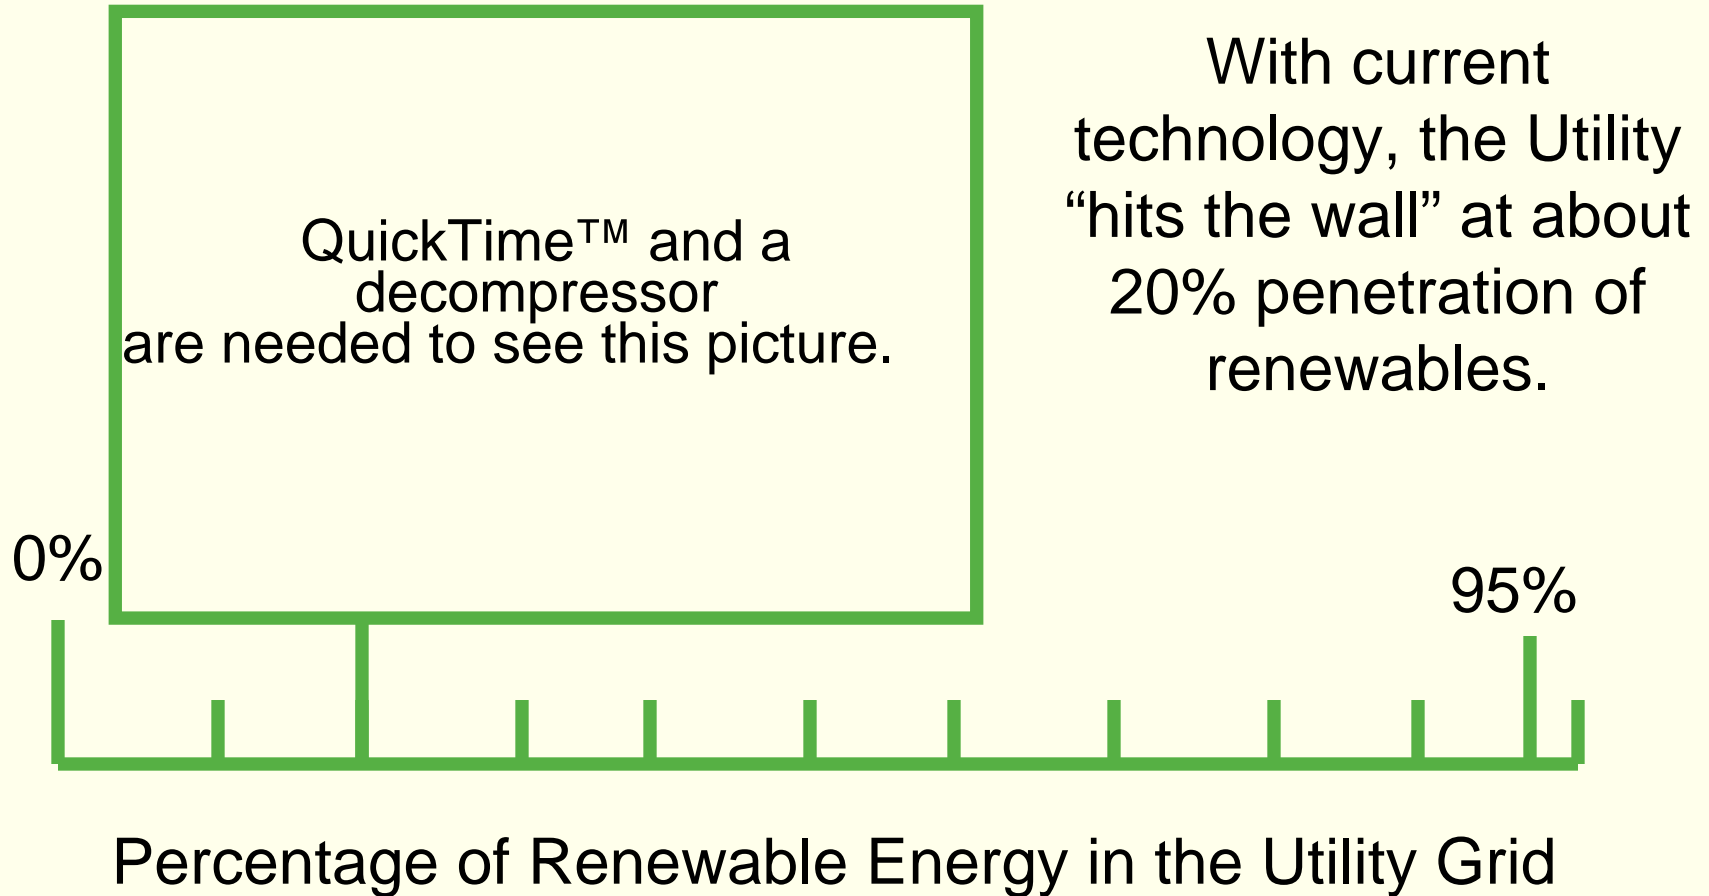 QuickTime™ and a
decompressor
are needed to see this picture.
With current
technology, the Utility
“hits the wall” at about
20% penetration of
renewables.
0%
95%
Percentage of Renewable Energy in the Utility Grid